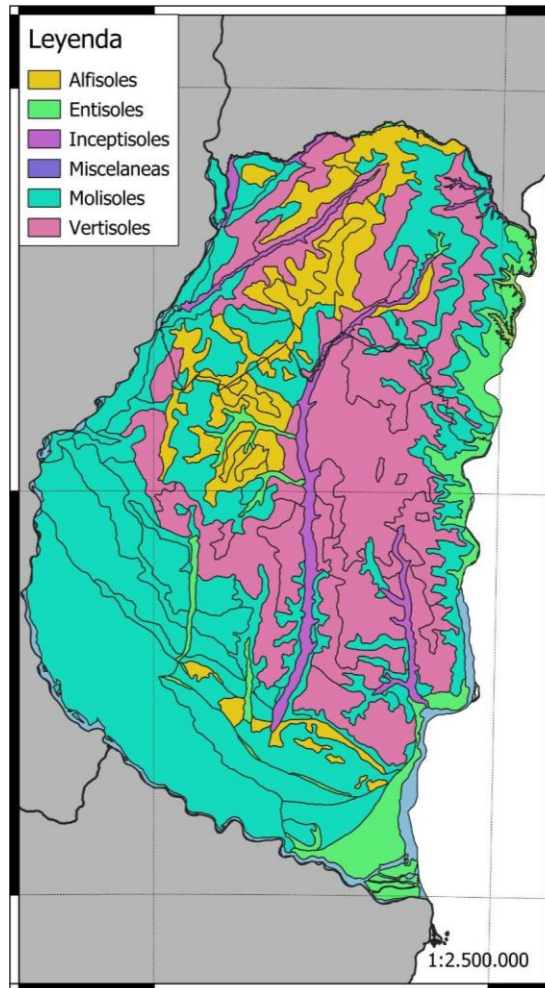 Leyenda
Alfisoles
Entisoles
Inceptisoles
Miscelaneas
Molisoles
Vertisoles
1:2.500.000